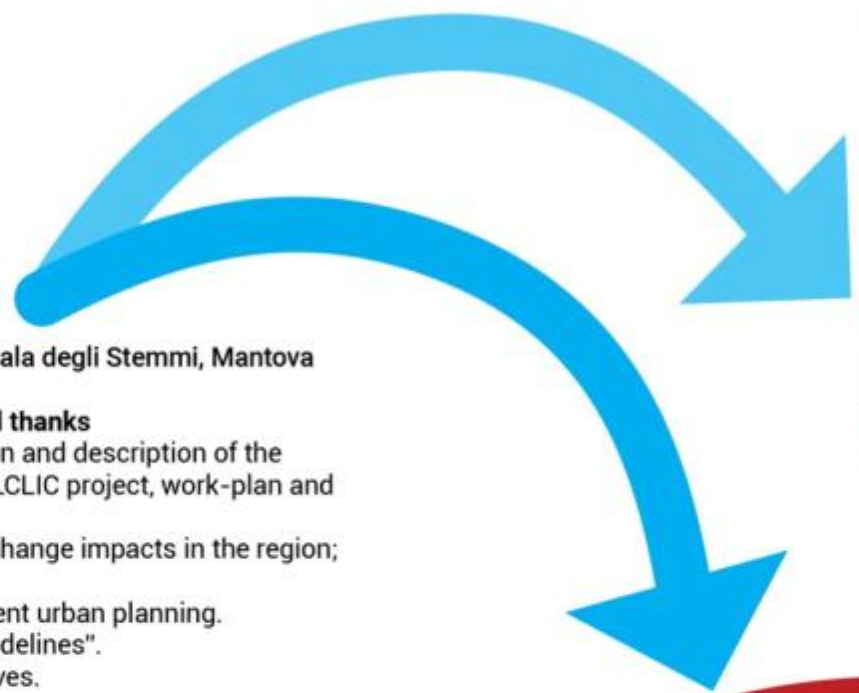 ala degli Stemmi, Mantova
thanks
n and description of the
LCLIC project, work-plan and
hange impacts in the region;
ent urban planning.
delines".
ves.